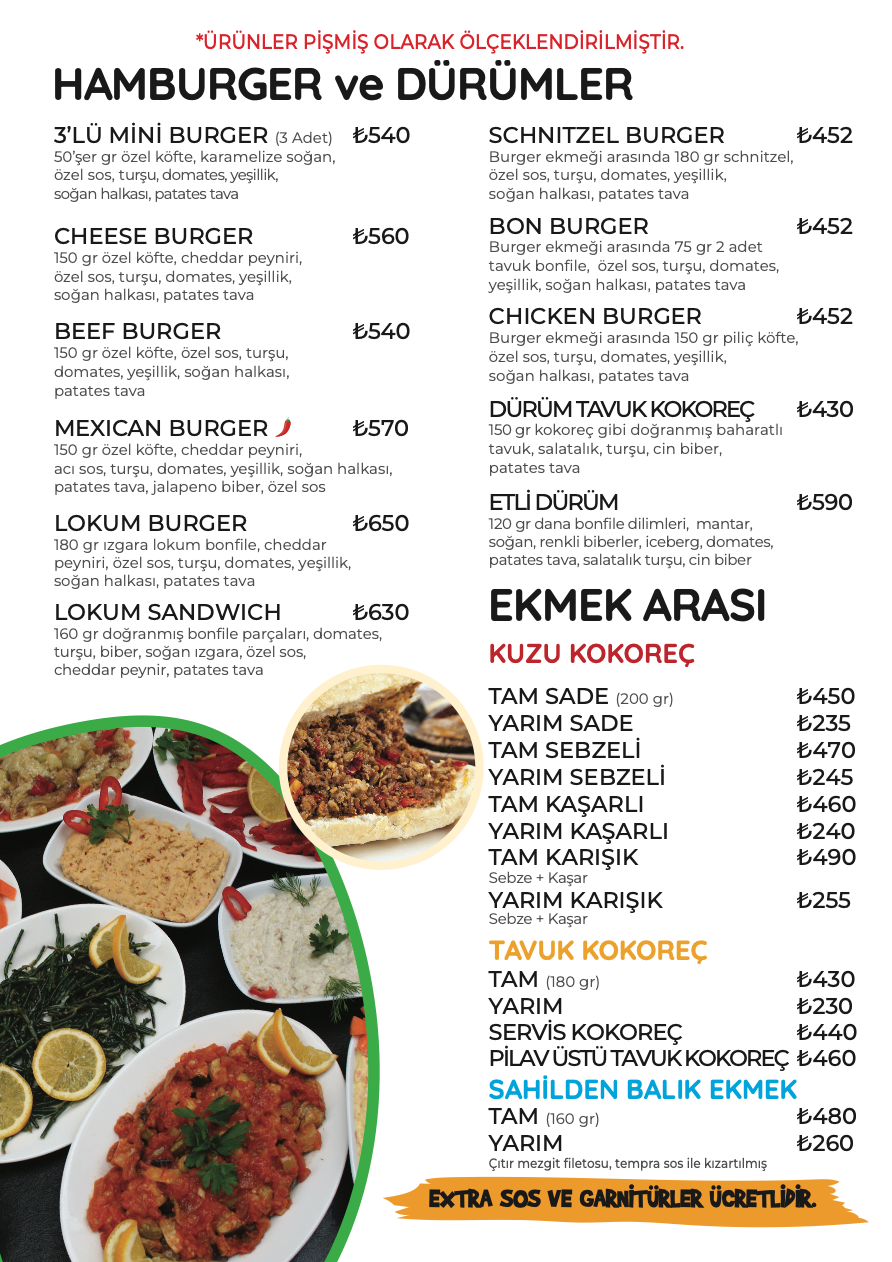 *ÜRÜNLER PİŞMİŞ OLARAK ÖLÇEKLENDİRİLMİŞTİR.
HAMBURGER ve DÜRÜMLER
3’LÜ MİNİ BURGER (3 Adet) ₺540
50’şer gr özel köfte, karamelize soğan,
özel sos, turşu, domates, yeşillik,
soğan halkası, patates tava
CHEESE BURGER ₺560
150 gr özel köfte, cheddar peyniri,
özel sos, turşu, domates, yeşillik,
soğan halkası, patates tava
BEEF BURGER ₺540
150 gr özel köfte, özel sos, turşu,
domates, yeşillik, soğan halkası,
patates tava
MEXICAN BURGER ₺570
150 gr özel köfte, cheddar peyniri,
acı sos, turşu, domates, yeşillik, soğan halkası,
patates tava, jalapeno biber, özel sos
LOKUM BURGER ₺650
180 gr ızgara lokum bonfile, cheddar
peyniri, özel sos, turşu, domates, yeşillik,
soğan halkası, patates tava
LOKUM SANDWICH ₺630
160 gr doğranmış bonfile parçaları, domates,
turşu, biber, soğan ızgara, özel sos,
cheddar peynir, patates tava
SCHNITZEL BURGER ₺452
Burger ekmeği arasında 180 gr schnitzel,
özel sos, turşu, domates, yeşillik,
soğan halkası, patates tava
BON BURGER ₺452
Burger ekmeği arasında 75 gr 2 adet
tavuk bonfile, özel sos, turşu, domates,
yeşillik, soğan halkası, patates tava
CHICKEN BURGER ₺452
Burger ekmeği arasında 150 gr piliç köfte,
özel sos, turşu, domates, yeşillik,
soğan halkası, patates tava
DÜRÜM TAVUK KOKOREÇ ₺430
150 gr kokoreç gibi doğranmış baharatlı
tavuk, salatalık, turşu, cin biber,
patates tava
ETLİ DÜRÜM ₺590
120 gr dana bonfile dilimleri, mantar,
soğan, renkli biberler, iceberg, domates,
patates tava, salatalık turşu, cin biber
EKMEK ARASI
KUZU KOKOREÇ
TAM SADE (200 gr) ₺450
YARIM SADE ₺235
TAM SEBZELİ ₺470
YARIM SEBZELİ ₺245
TAM KAŞARLI ₺460
YARIM KAŞARLI ₺240
TAM KARIŞIK ₺490
Sebze + Kaşar
YARIM KARIŞIK ₺255
Sebze + Kaşar
TAVUK KOKOREÇ
TAM (180 gr) ₺430
YARIM ₺230
SERVİS KOKOREÇ ₺440
PİLAV ÜSTÜ TAVUK KOKOREÇ ₺460
SAHİLDEN BALIK EKMEK
TAM (160 gr) ₺480
YARIM ₺260
Çıtır mezgit filetosu, tempra sos ile kızartılmış
EXTRA SOS VE GARNİTÜRLER ÜCRETLİDİR.